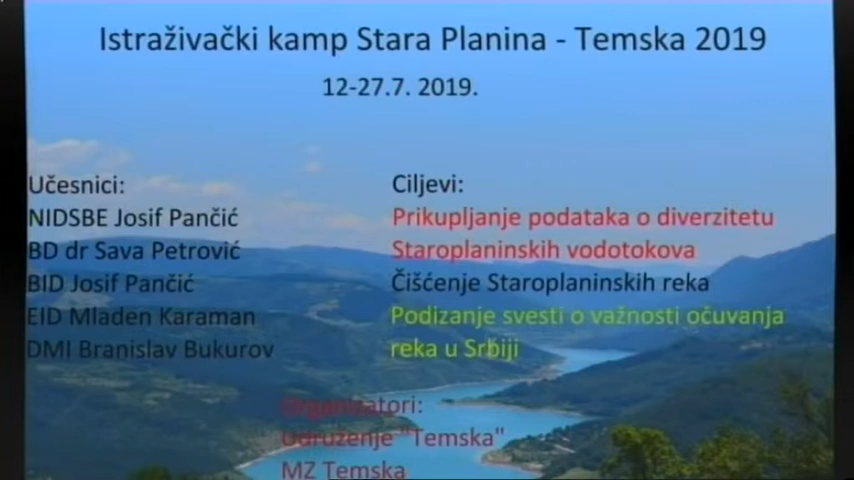 Istraživački kamp Stara Planina - Temska 2019
12-27.7. 2019.
Učesnici:
NIDSBE Josif Pančić
BD dr Sava Petrović
BID Josif Pančić
EID Mladen Karaman
DMI Branislav Bukurov
Ciljevi:
Prikupljanje podataka o diverzitetu
Staroplaninskih vodotokova
Čišćenje Staroplaninskih reka
Podizanje svesti o važnosti očuvanja
reka u Srbiji
Organizatori:
Udruženje "Temska"
MZ Temska